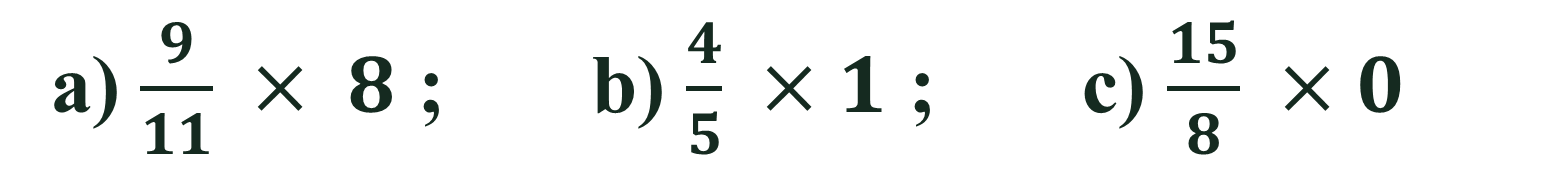 a) 9/11 × 8 ; b) 4/5 × 1 ; c) 15/8 × 0